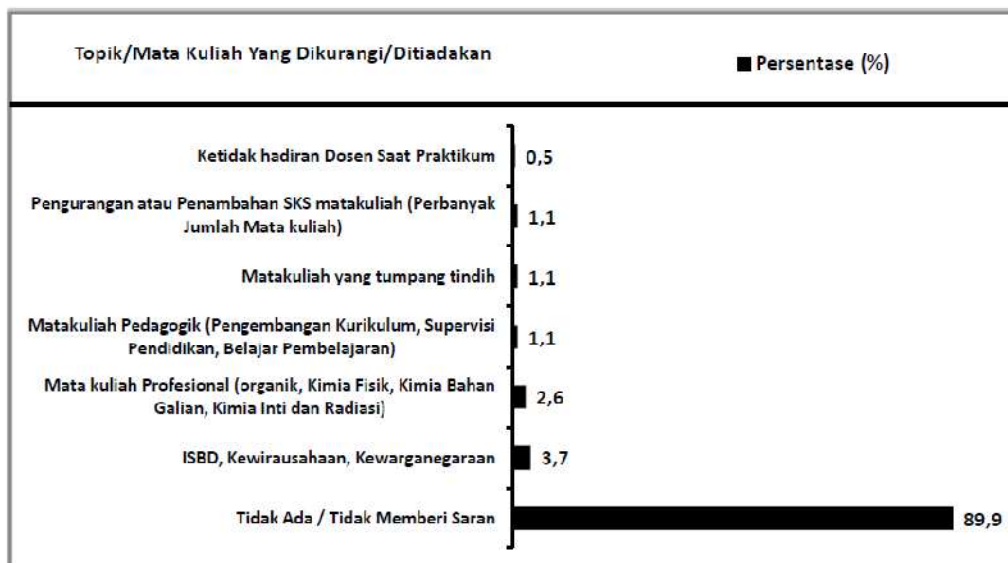 Topik/Mata Kuliah Yang Dikurangi/Ditiadakan
Persentase (%)
Ketidak hadiran Dosen Saat Praktikum
0,5
Pengurangan atau Penambahan SKS matakuliah (Perbanyak
Jumlah Mata kuliah)
1,1
Matakuliah yang tumpang tindih
1,1
Matakuliah Pedagogik (Pengembangan Kurikulum, Supervisi
Pendidikan, Belajar Pembelajaran)
1,1
Mata kuliah Profesional (organik, Kimia Fisik, Kimia Bahan
Galian, Kimia Inti dan Radiasi)
2,6
ISBD, Kewirausahaan, Kewarganegaraan
3,7
Tidak Ada / Tidak Memberi Saran
89,9